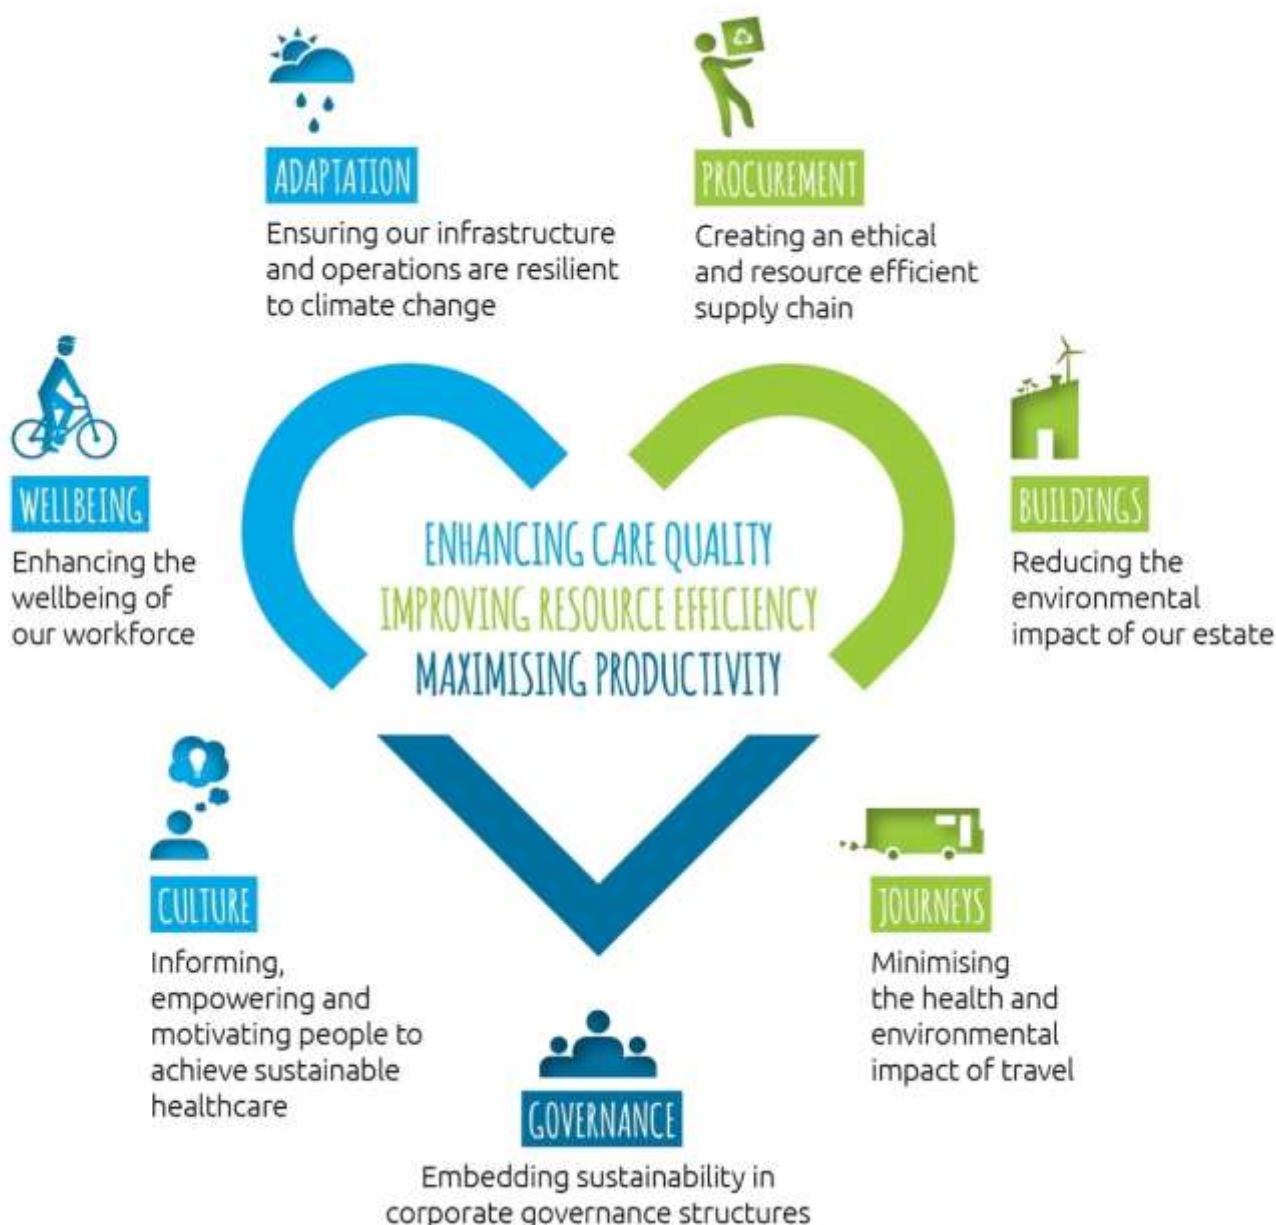 ADAPTATION
Ensuring our infrastructure
and operations are resilient
to climate change
PROCUREMENT
Creating an ethical
and resource efficient
supply chain
WELLBEING
Enhancing the
wellbeing of
our workforce
ENHANCING CARE QUALITY
IMPROVING RESOURCE EFFICIENCY
MAXIMISING PRODUCTIVITY
BUILDINGS
Reducing the
environmental
impact of our estate
CULTURE
Informing,
empowering and
motivating people to
achieve sustainable
healthcare
JOURNEYS
Minimising
the health and
environmental
impact of travel
GOVERNANCE
Embedding sustainability in
corporate governance structures